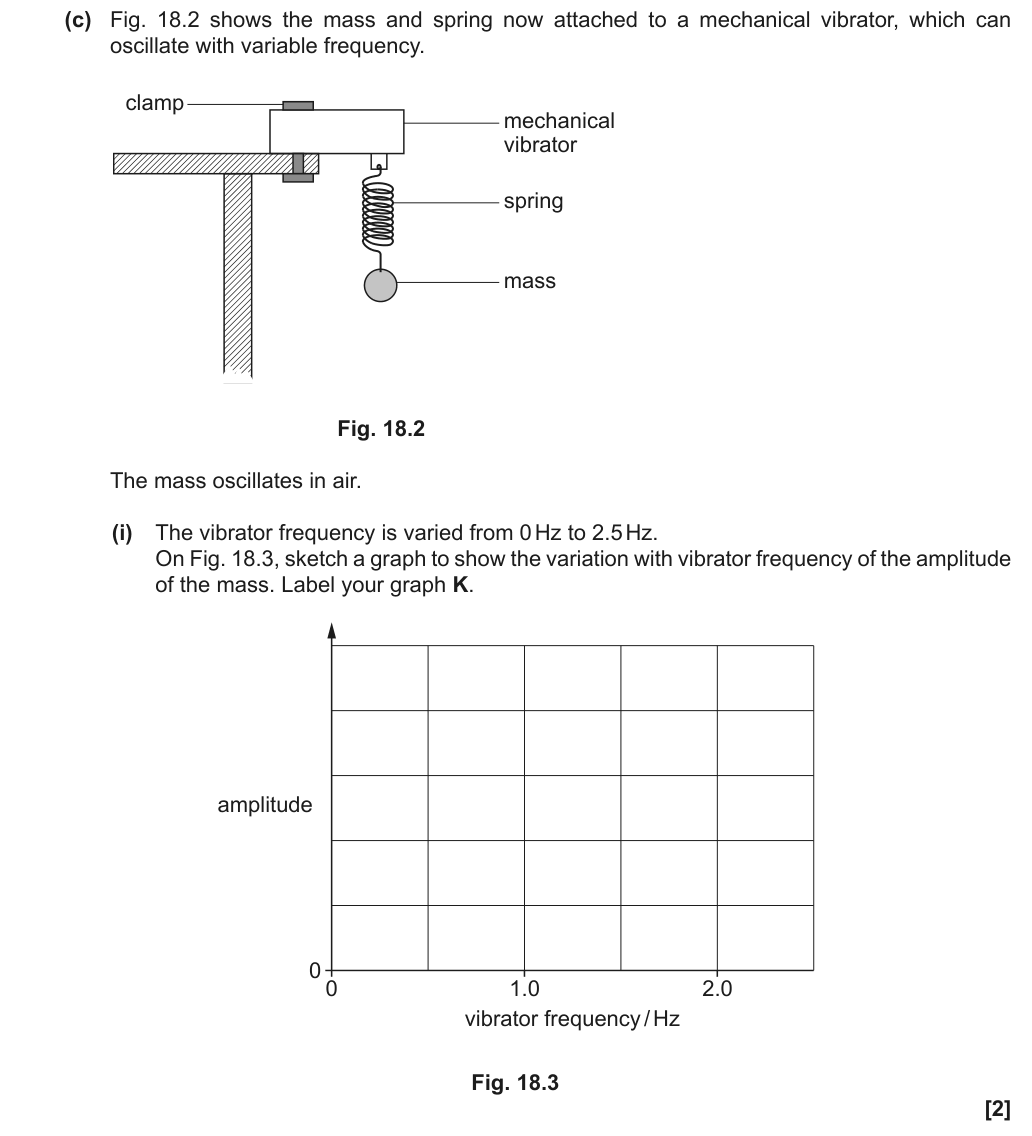 (c) Fig. 18.2 shows the mass and spring now attached to a mechanical vibrator, which can
oscillate with variable frequency.
clamp
mechanical
vibrator
spring
mass
Fig. 18.2
The mass oscillates in air.
(i) The vibrator frequency is varied from 0 Hz to 2.5 Hz.
On Fig. 18.3, sketch a graph to show the variation with vibrator frequency of the amplitude
of the mass. Label your graph K.
amplitude
0
0 1.0 2.0
vibrator frequency / Hz
Fig. 18.3
[2]